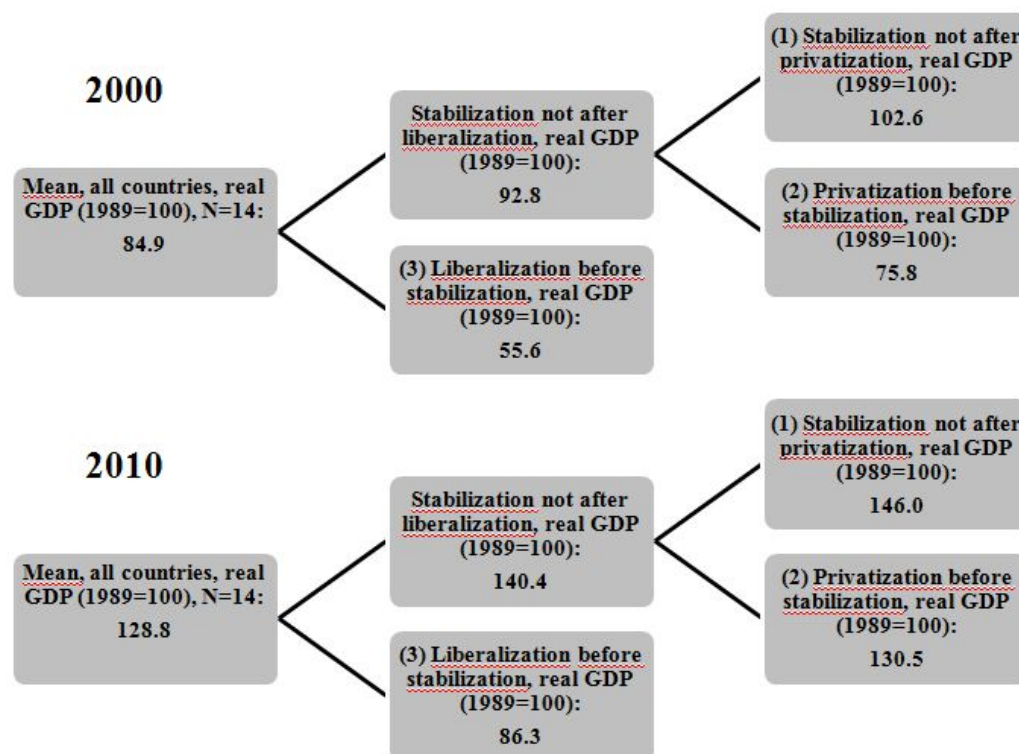 2000
Mean, all countries, real
GDP (1989=100), N=14:
84.9
Stabilization not after
liberalization, real GDP
(1989=100):
92.8
(3) Liberalization before
stabilization, real GDP
(1989=100):
55.6
(1) Stabilization not after
privatization, real GDP
(1989=100):
102.6
(2) Privatization before
stabilization, real GDP
(1989=100):
75.8
2010
Mean, all countries, real
GDP (1989=100), N=14:
128.8
Stabilization not after
liberalization, real GDP
(1989=100):
140.4
(3) Liberalization before
stabilization, real GDP
(1989=100):
86.3
(1) Stabilization not after
privatization, real GDP
(1989=100):
146.0
(2) Privatization before
stabilization, real GDP
(1989=100):
130.5